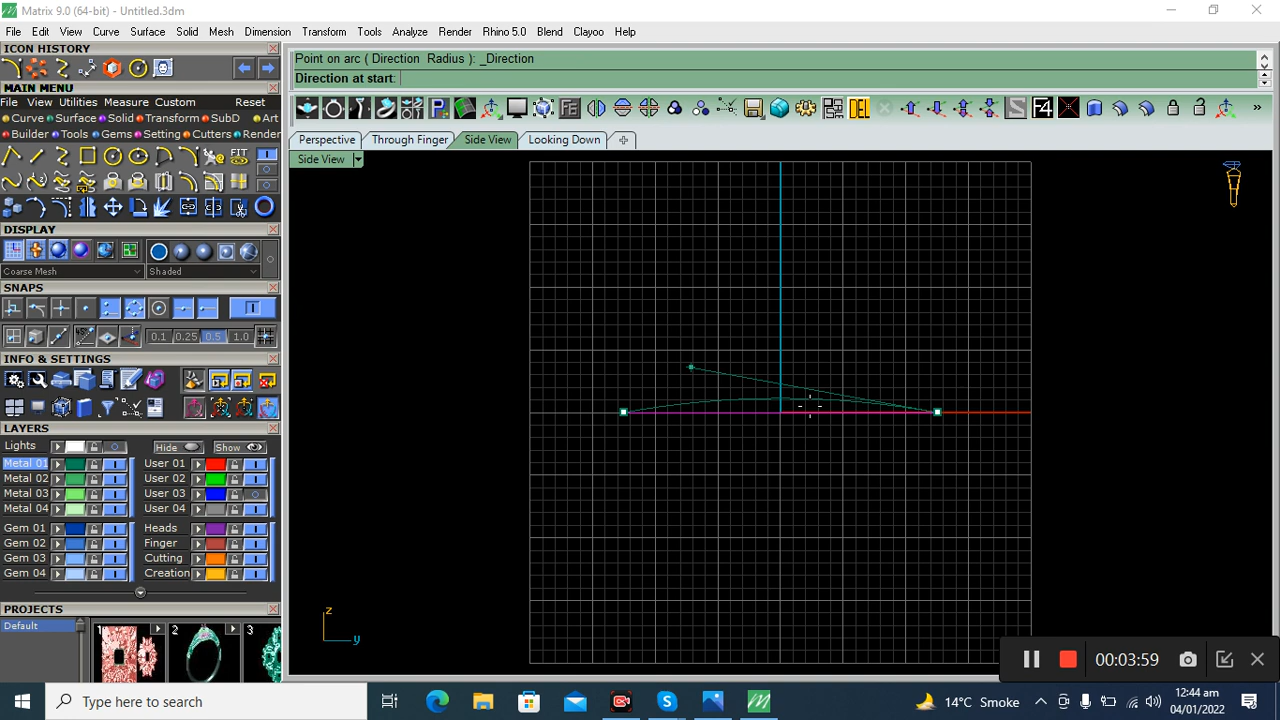 Matrix 9.0 (64-bit) - Untitled.3dm
File Edit View Curve Surface Solid Mesh Dimension Transform Tools Analyze Render Rhino 5.0 Blend Clayoo Help
ICON HISTORY
Point on arc ( Direction Radius ): _Direction
Direction at start:
MAIN MENU
File View Utilities Measure Custom Reset
Curve Surface Solid Transform SubD Art
Builder Tools Gems Setting Cutters Render
F4
DEL
Perspective Through Finger Side View Looking Down
Side View
FIT
DISPLAY
Coarse Mesh Shaded
SNAPS
0.1 0.25 0.5 1.0
INFO & SETTINGS
LAYERS
Lights Hide Show
Metal 01 User 01
Metal 02 User 02
Metal 03 User 03
Metal 04 User 04
Gem 01 Heads
Gem 02 Finger
Gem 03 Cutting
Gem 04 Creation
PROJECTS
Default
1 2 3
z
y
00:03:59
Type here to search
14°C Smoke
12:44 am
04/01/2022